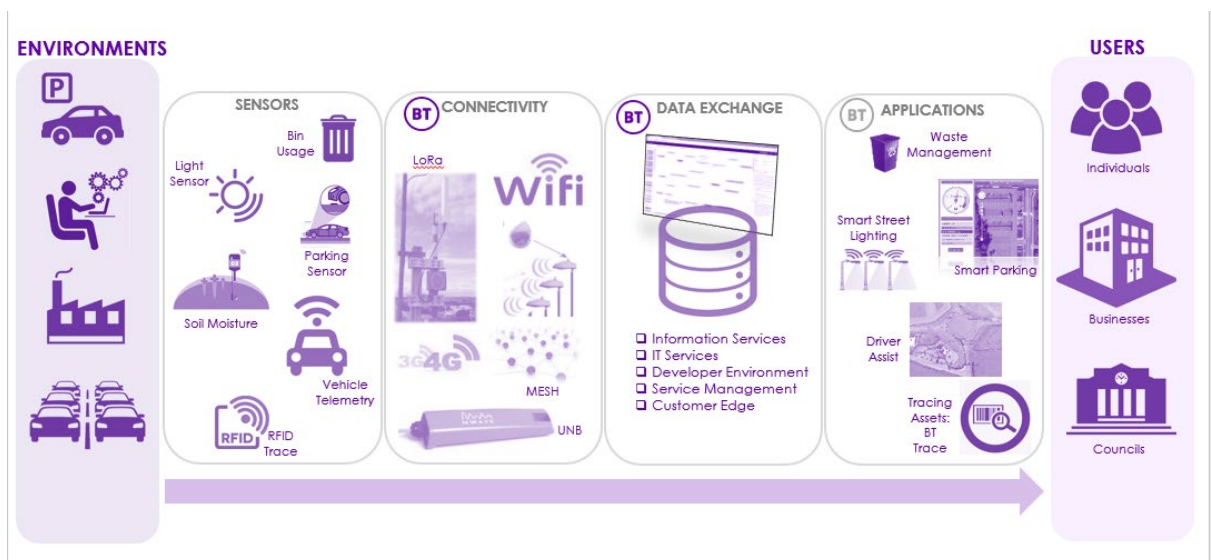 ENVIRONMENTS
P
SENSORS
Bin
Usage
Light
Sensor
Parking
Sensor
Soil Moisture
Vehicle
Telemetry
RFID
RFID
Trace
BT CONNECTIVITY
LoRa
Wifi
3G4G
MESH
NWAVE
UNB
BT DATA EXCHANGE
Information Services
IT Services
Developer Environment
Service Management
Customer Edge
BT APPLICATIONS
Waste
Management
Smart Street
Lighting
Smart Parking
Driver
Assist
Tracing
Assets:
BT
Trace
USERS
Individuals
Businesses
Councils